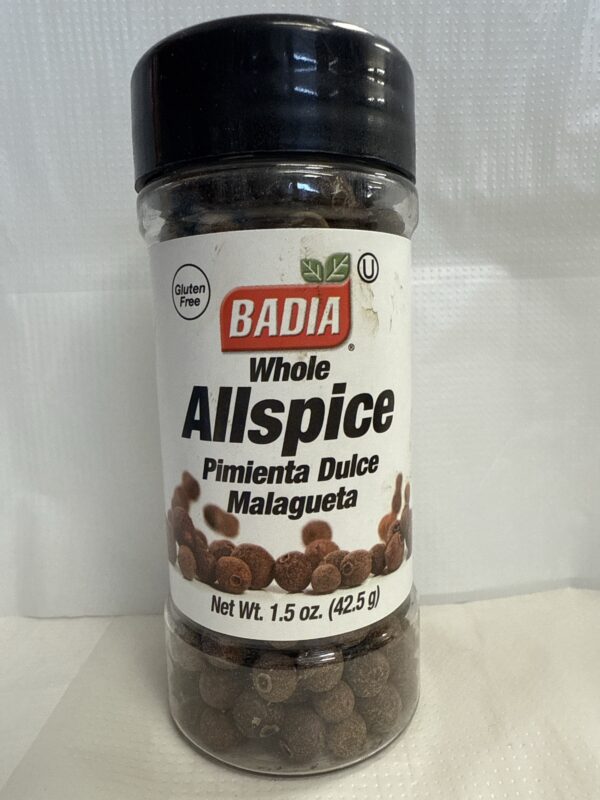 Gluten
Free
U
BADIA
®
Whole
Allspice
Pimienta Dulce
Malagueta
Net Wt. 1.5 oz. (42.5 g)